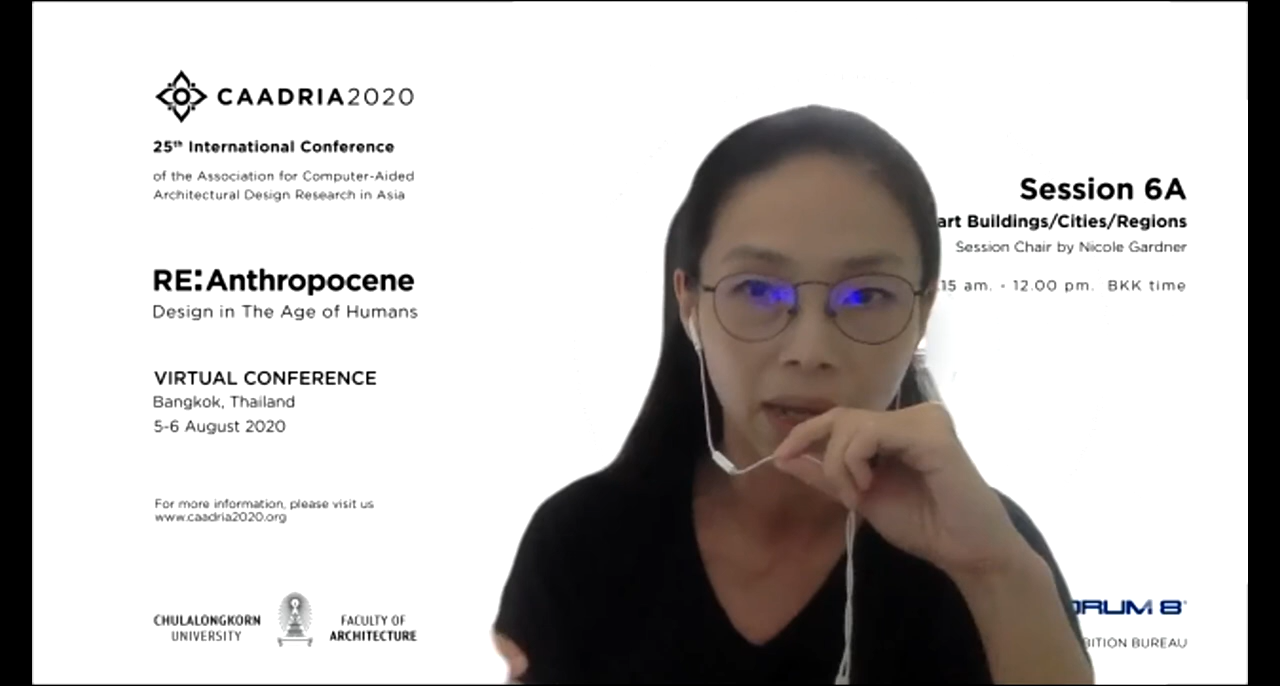 CAADRIA2020
25th International Conference
of the Association for Computer-Aided
Architectural Design Research in Asia
RE:Anthropocene
Design in The Age of Humans
VIRTUAL CONFERENCE
Bangkok, Thailand
5-6 August 2020
For more information, please visit us
www.caadria2020.org
CHULALONGKORN
UNIVERSITY
FACULTY OF
ARCHITECTURE
Session 6A
Buildings/Cities/Regions
Session Chair by Nicole Gardner
15 am. - 12.00 pm. BKK time
8
BUREAU